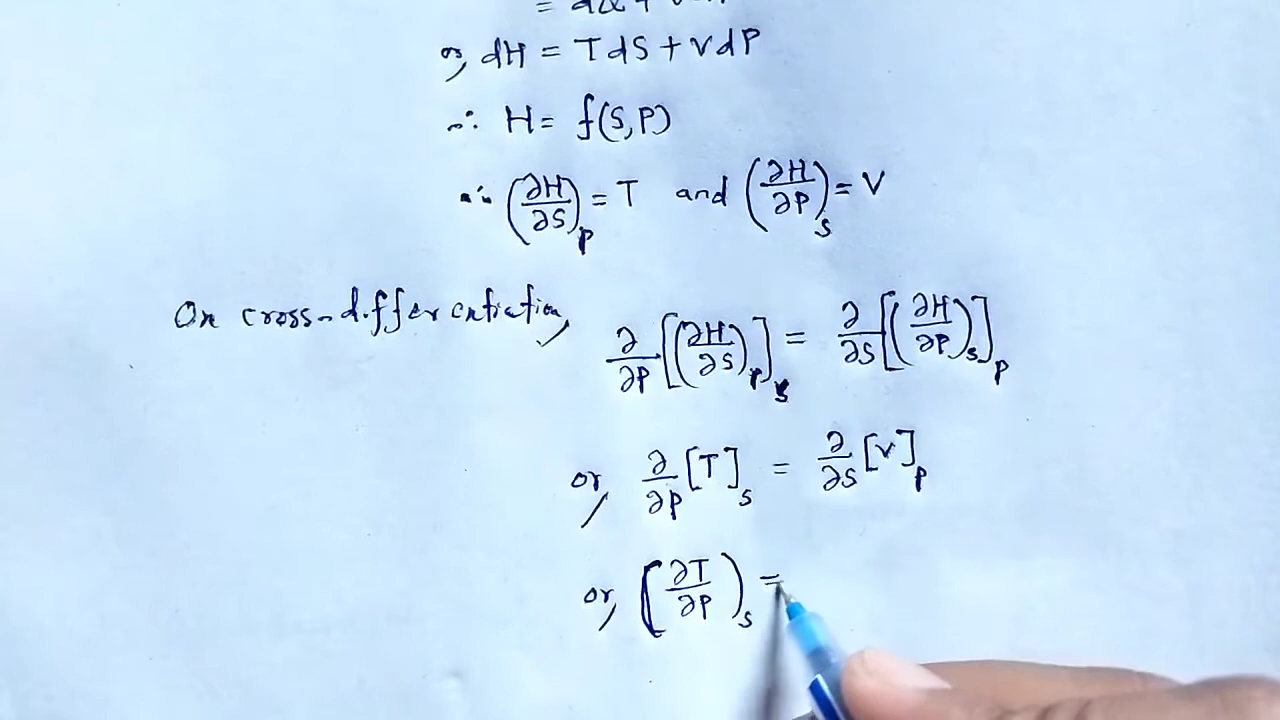 or, dH = TdS + VdP
∴ H = f(S,P)
∴ (∂H/∂S)_P = T and (∂H/∂P)_S = V
On cross-differentiation, ∂/∂P [(∂H/∂S)_P]_S = ∂/∂S [(∂H/∂P)_S]_P
or, ∂/∂P [T]_S = ∂/∂S [V]_P
or, (∂T/∂P)_S =